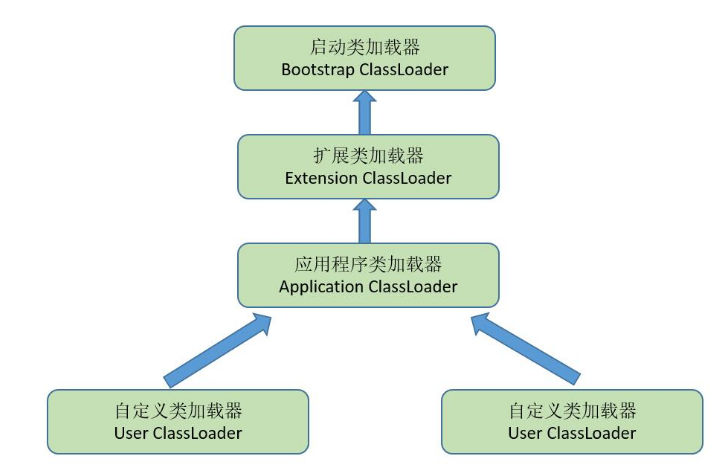 启动类加载器
Bootstrap ClassLoader
扩展类加载器
Extension ClassLoader
应用程序类加载器
Application ClassLoader
自定义类加载器
User ClassLoader
自定义类加载器
User ClassLoader